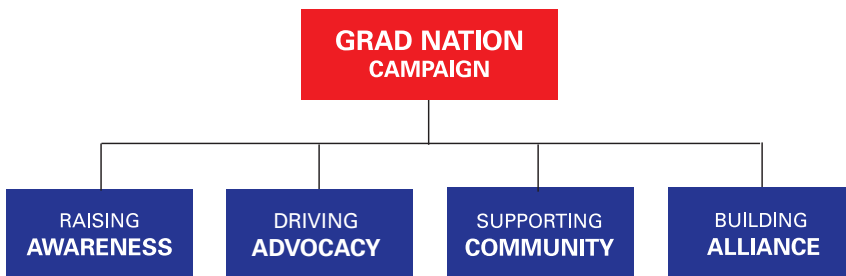 GRAD NATION
CAMPAIGN
RAISING
AWARENESS
DRIVING
ADVOCACY
SUPPORTING
COMMUNITY
BUILDING
ALLIANCE